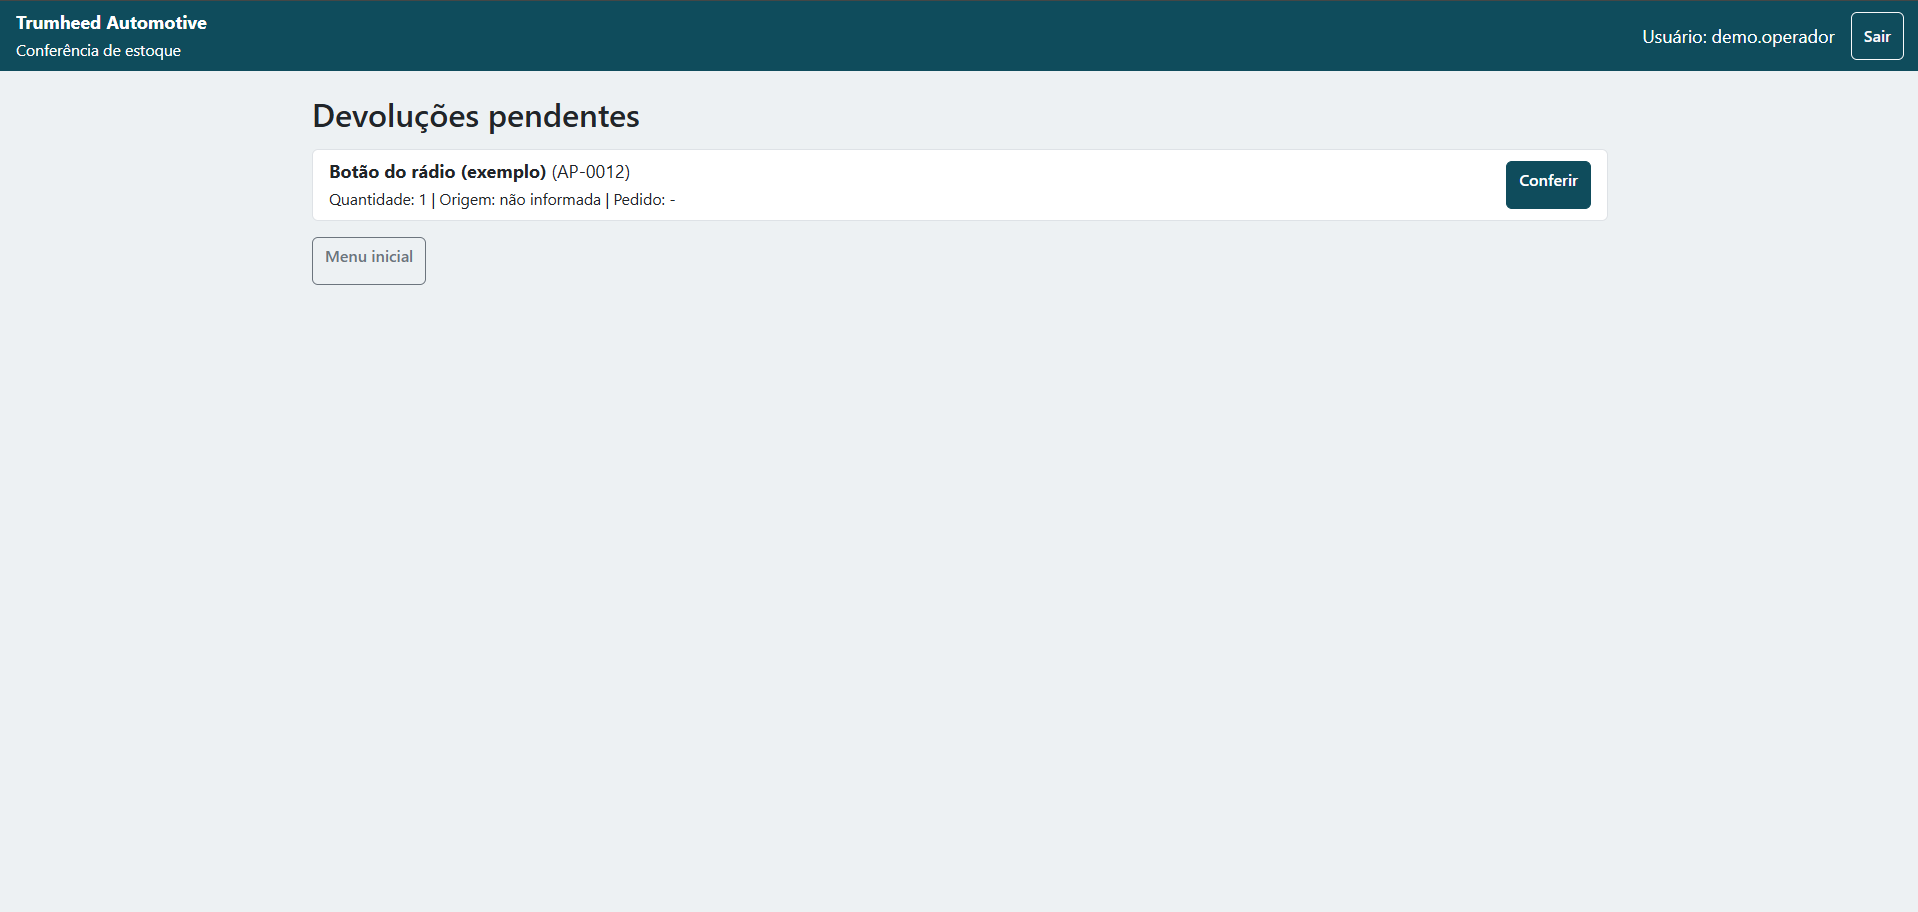 Trumheed Automotive
Conferência de estoque
Usuário: demo.operador
Sair
Devoluções pendentes
Botão do rádio (exemplo) (AP-0012)
Quantidade: 1 | Origem: não informada | Pedido: -
Conferir
Menu inicial